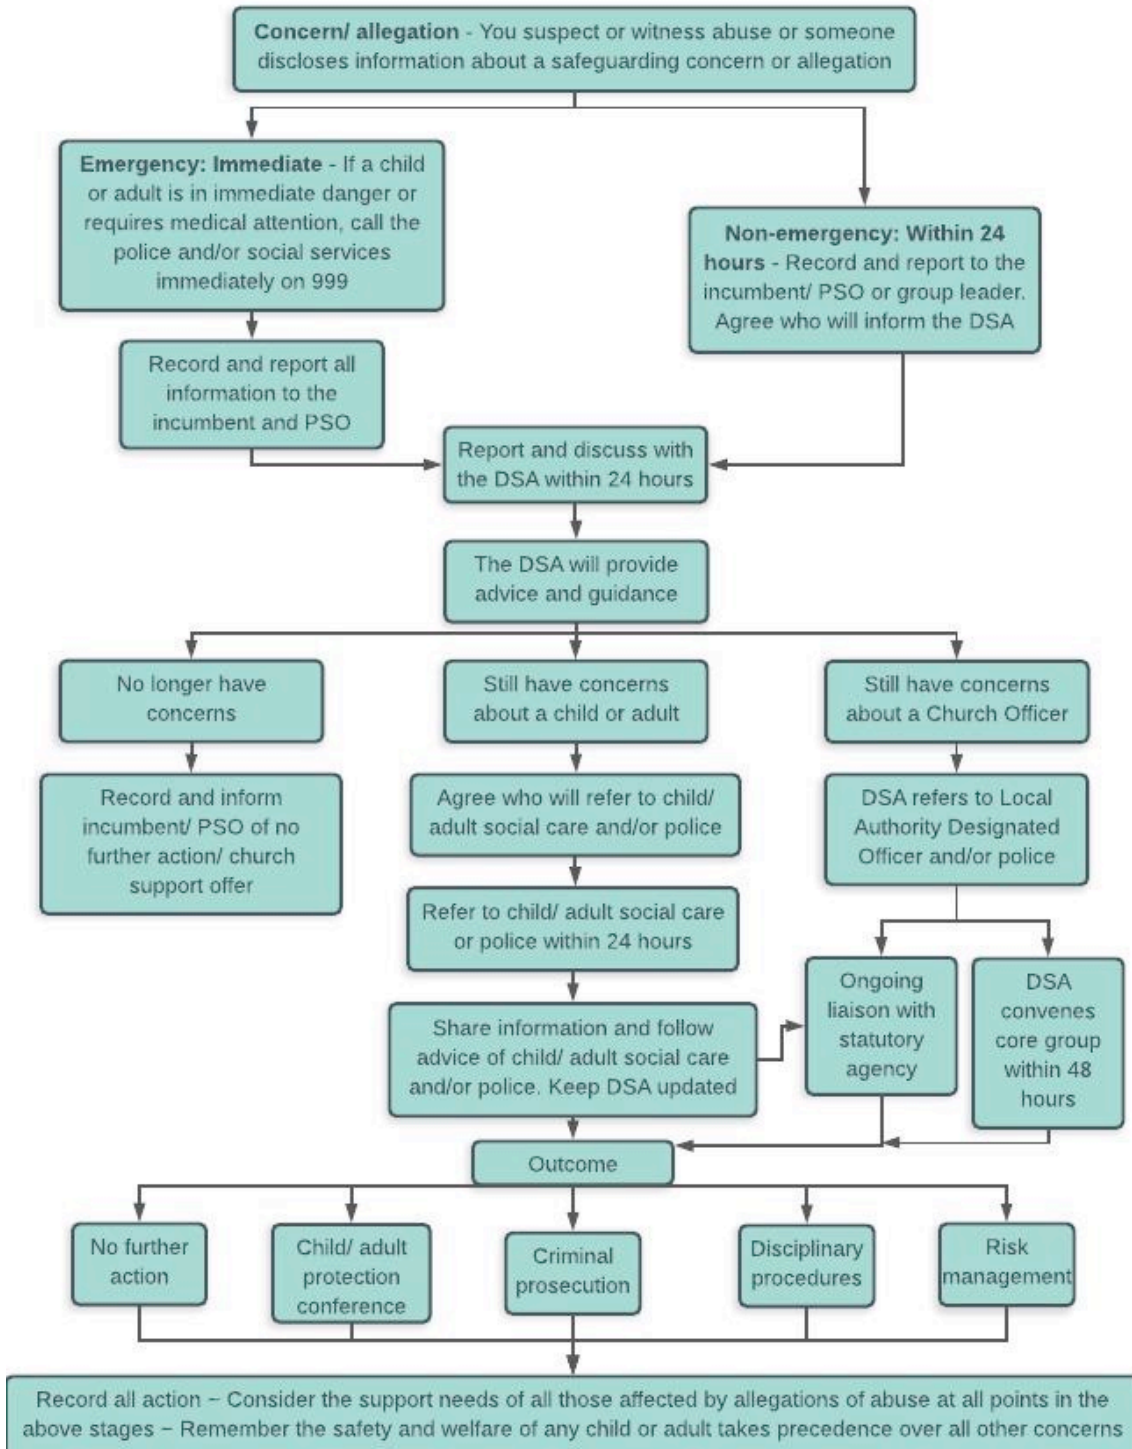 Concern/ allegation - You suspect or witness abuse or someone
discloses information about a safeguarding concern or allegation
Emergency: Immediate - If a child
or adult is in immediate danger or
requires medical attention, call the
police and/or social services
immediately on 999
Non-emergency: Within 24
hours - Record and report to the
incumbent/ PSO or group leader.
Agree who will inform the DSA
Record and report all
information to the
incumbent and PSO
Report and discuss with
the DSA within 24 hours
The DSA will provide
advice and guidance
No longer have
concerns
Still have concerns
about a child or adult
Still have concerns
about a Church Officer
Record and inform
incumbent/ PSO of no
further action/ church
support offer
Agree who will refer to child/
adult social care and/or police
DSA refers to Local
Authority Designated
Officer and/or police
Refer to child/ adult social care
or police within 24 hours
Ongoing
liaison with
statutory
agency
DSA
convenes
core group
within 48
hours
Share information and follow
advice of child/ adult social care
and/or police. Keep DSA updated
Outcome
No further
action
Child/ adult
protection
conference
Criminal
prosecution
Disciplinary
procedures
Risk
management
Record all action – Consider the support needs of all those affected by allegations of abuse at all points in the
above stages – Remember the safety and welfare of any child or adult takes precedence over all other concerns